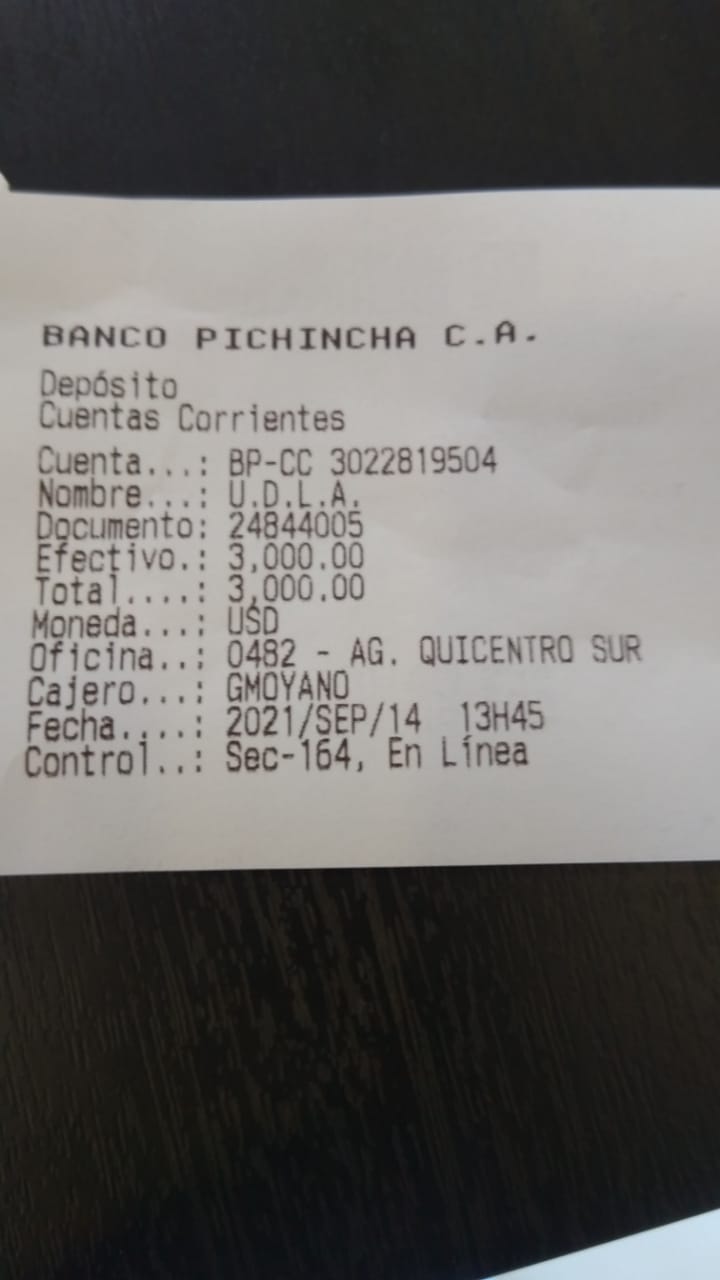 BANCO PICHINCHA C.A.
Depósito
Cuentas Corrientes
Cuenta...: BP-CC 3022819504
Nombre...: U.D.L.A.
Documento: 24844005
Efectivo.: 3,000.00
Total....: 3,000.00
Moneda...: USD
Oficina..: 0482 - AG. QUICENTRO SUR
Cajero...: GMOYANO
Fecha....: 2021/SEP/14 13H45
Control..: Sec-164, En Línea